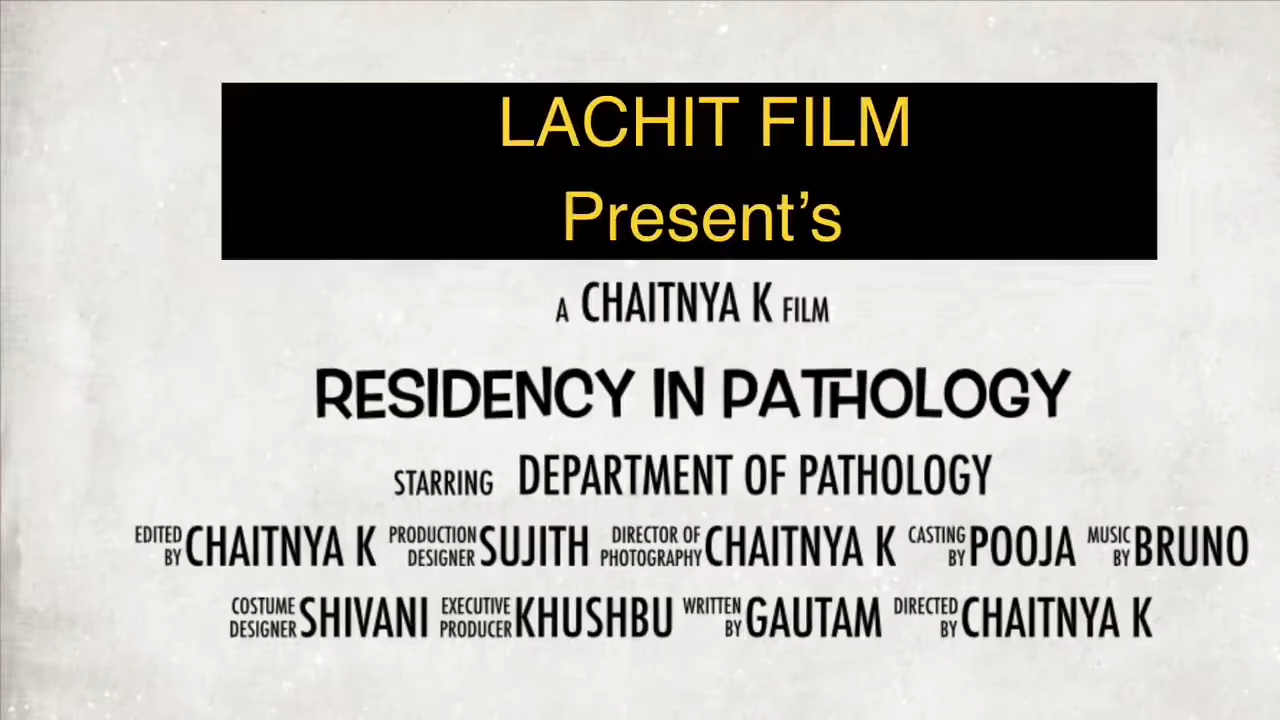 LACHIT FILM
Present’s
A CHAITNYA K FILM
RESIDENCY IN PATHOLOGY
STARRING DEPARTMENT OF PATHOLOGY
EDITED BY CHAITNYA K PRODUCTION DESIGNER SUJITH DIRECTOR OF PHOTOGRAPHY CHAITNYA K CASTING BY POOJA MUSIC BY BRUNO
COSTUME DESIGNER SHIVANI EXECUTIVE PRODUCER KHUSHBU WRITTEN BY GAUTAM DIRECTED BY CHAITNYA K